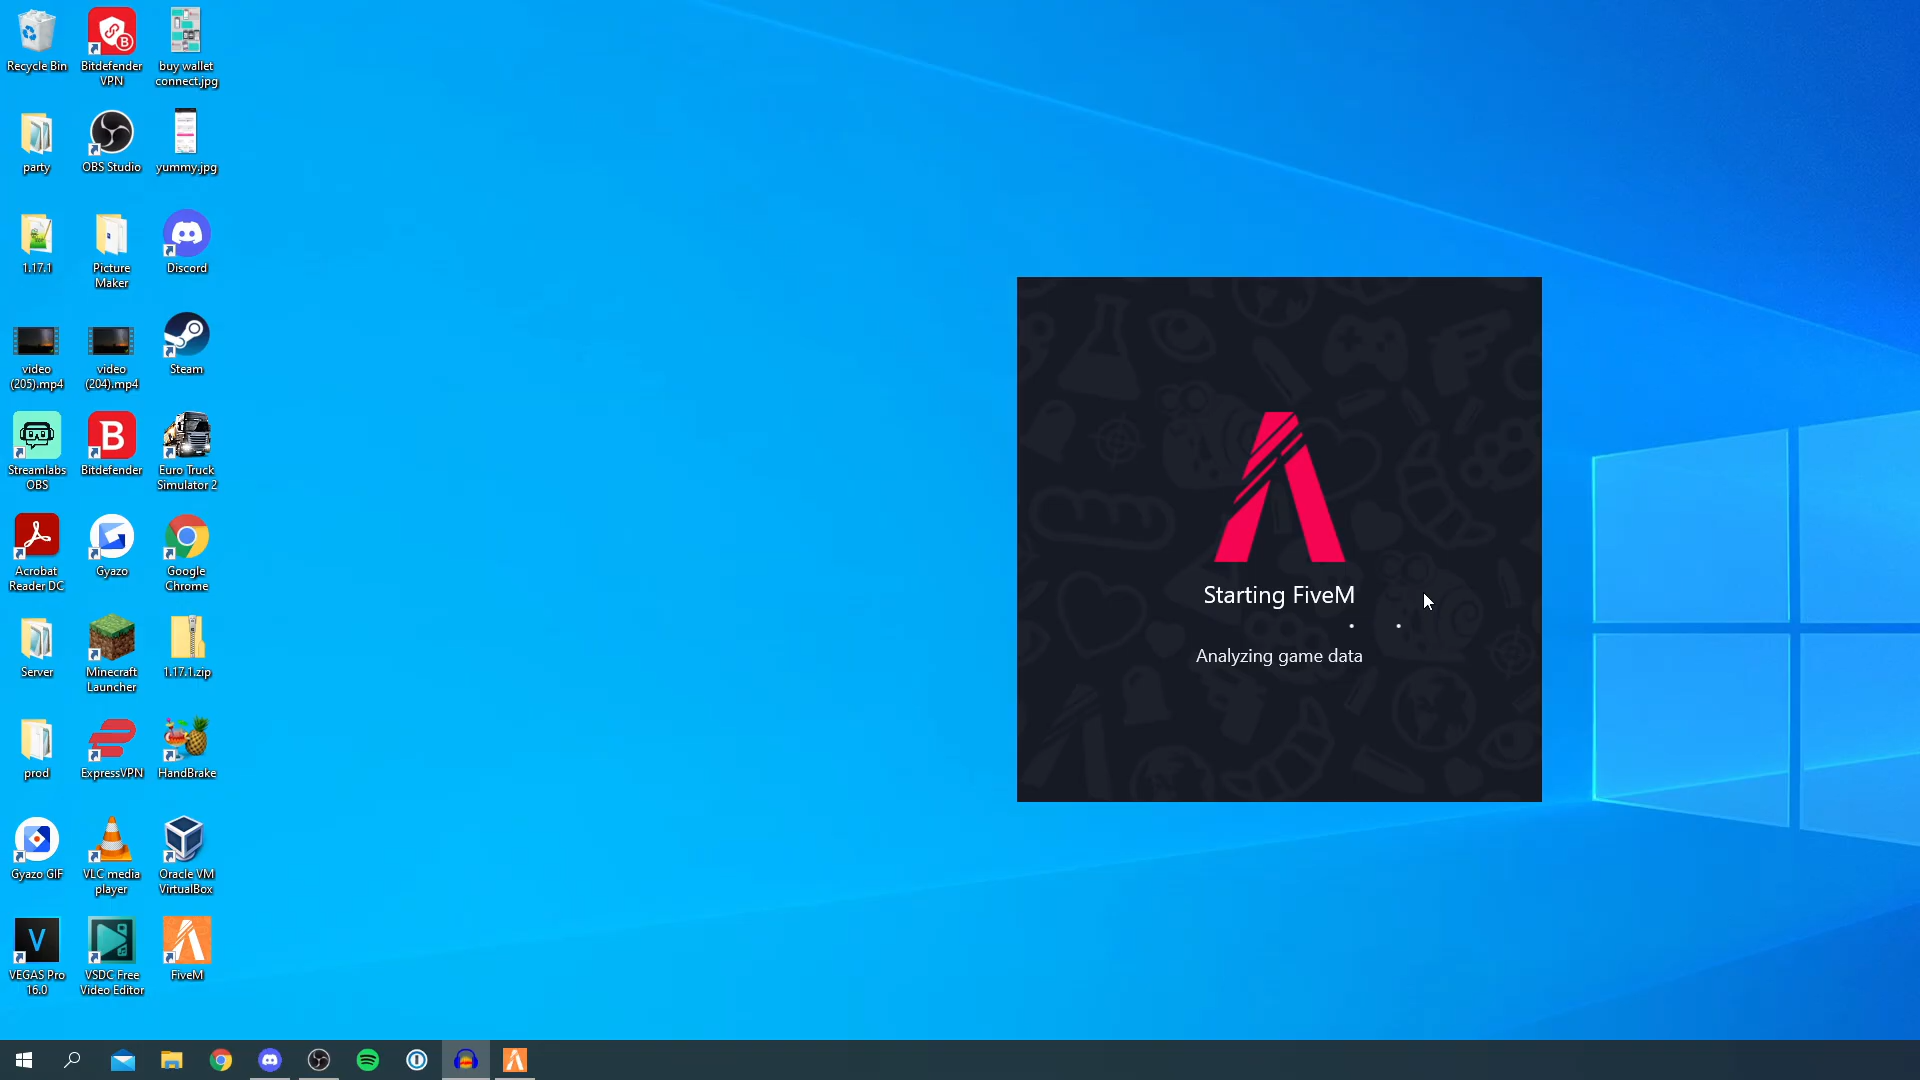 Recycle Bin
Bitdefender
VPN
buy wallet
connect.jpg
party
OBS Studio
yummy.jpg
1.17.1
Picture
Maker
Discord
video
(205).mp4
video
(204).mp4
Steam
Streamlabs
OBS
Bitdefender
Euro Truck
Simulator 2
Acrobat
Reader DC
Gyazo
Google
Chrome
Server
Minecraft
Launcher
1.17.1.zip
prod
ExpressVPN
HandBrake
Gyazo GIF
VLC media
player
Oracle VM
VirtualBox
VEGAS Pro
16.0
VSDC Free
Video Editor
FiveM
Starting FiveM
Analyzing game data